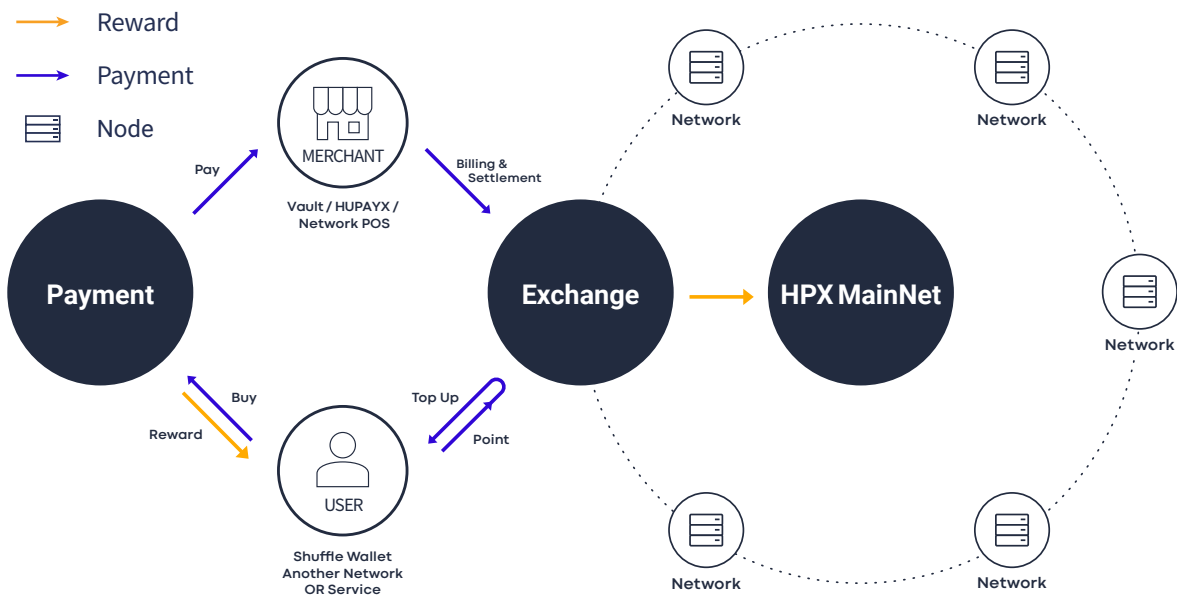 Reward
Payment
Node
Pay
MERCHANT
Vault / HUPAYX /
Network POS
Billing &
Settlement
Payment
Exchange
HPX MainNet
Buy
Reward
Top Up
Point
USER
Shuffle Wallet
Another Network
OR Service
Network
Network
Network
Network
Network